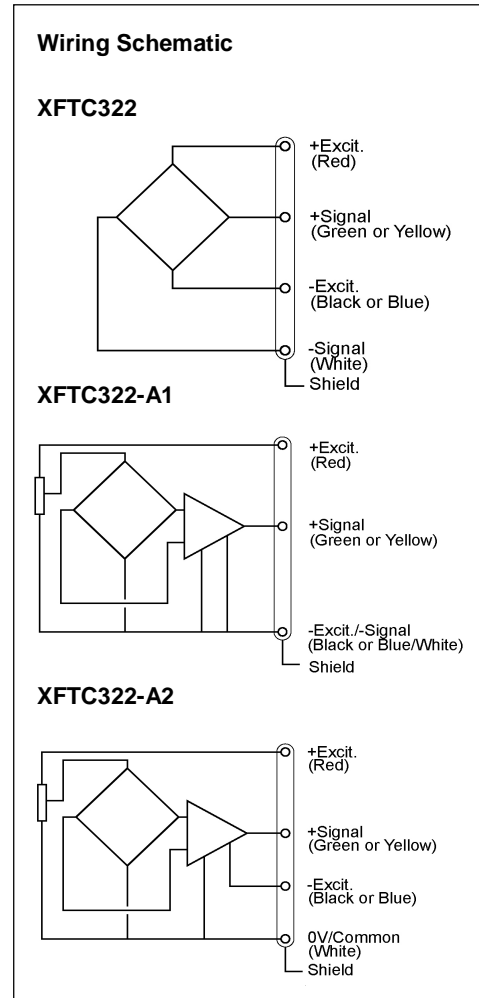 Wiring Schematic
XFTC322
+Excit.
(Red)
+Signal
(Green or Yellow)
-Excit.
(Black or Blue)
-Signal
(White)
Shield
XFTC322-A1
+Excit.
(Red)
+Signal
(Green or Yellow)
-Excit./-Signal
(Black or Blue/White)
Shield
XFTC322-A2
+Excit.
(Red)
+Signal
(Green or Yellow)
-Excit.
(Black or Blue)
0V/Common
(White)
Shield